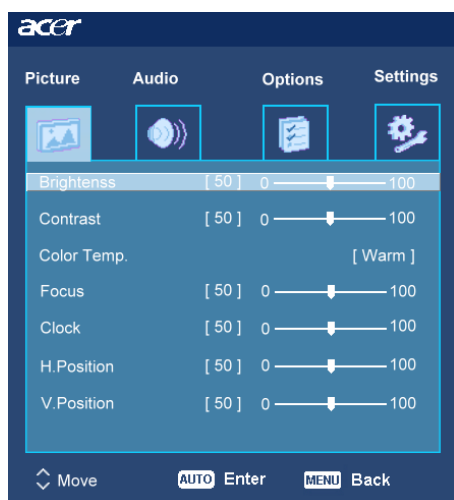 acer
Picture Audio Options Settings
Brightenss [ 50 ] 0 100
Contrast [ 50 ] 0 100
Color Temp. [ Warm ]
Focus [ 50 ] 0 100
Clock [ 50 ] 0 100
H.Position [ 50 ] 0 100
V.Position [ 50 ] 0 100
Move AUTO Enter MENU Back